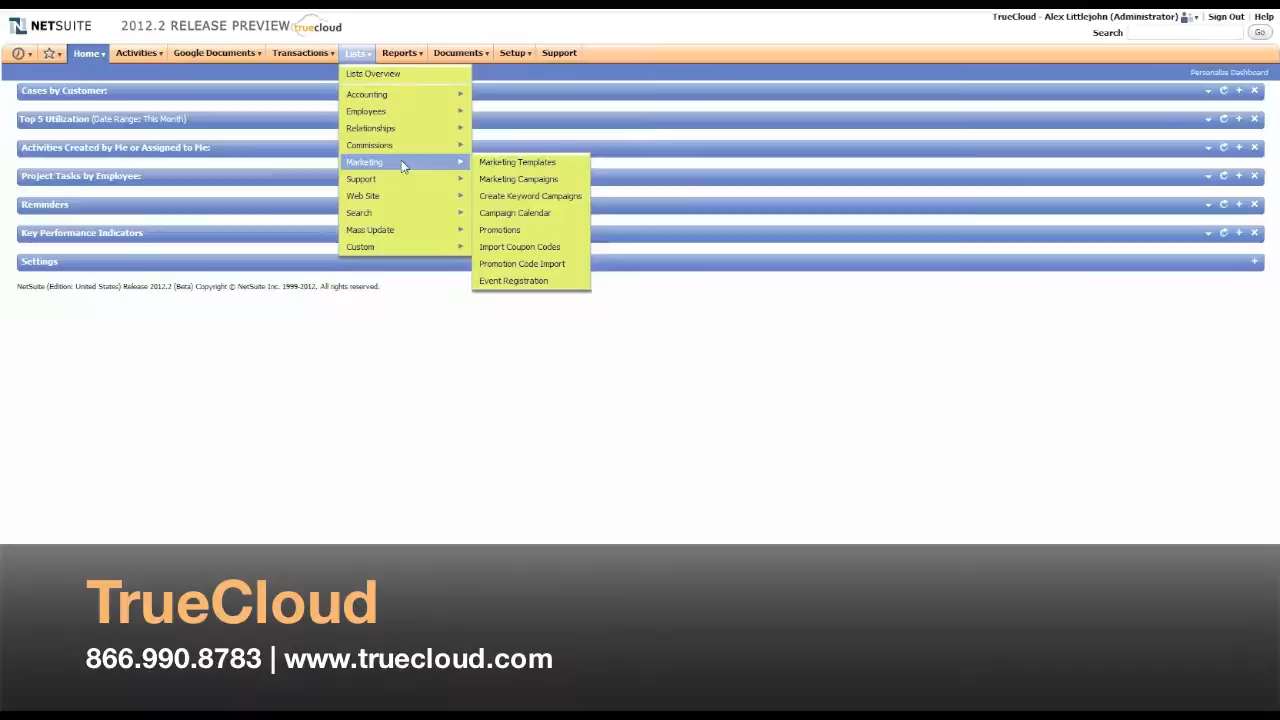 NETSUITE 2012.2 RELEASE PREVIEW truecloud
TrueCloud - Alex Littlejohn (Administrator) Sign Out Help
Search Go
Home Activities Google Documents Transactions Lists Reports Documents Setup Support
Personalize Dashboard
Lists Overview
Accounting
Employees
Relationships
Commissions
Marketing
Support
Web Site
Search
Mass Update
Custom
Marketing Templates
Marketing Campaigns
Create Keyword Campaigns
Campaign Calendar
Promotions
Import Coupon Codes
Promotion Code Import
Event Registration
Cases by Customer:
Top 5 Utilization (Date Range: This Month)
Activities Created by Me or Assigned to Me:
Project Tasks by Employee:
Reminders
Key Performance Indicators
Settings
NetSuite (Edition: United States) Release 2012.2 (Beta) Copyright © NetSuite Inc. 1999-2012. All rights reserved.
TrueCloud
866.990.8783 | www.truecloud.com